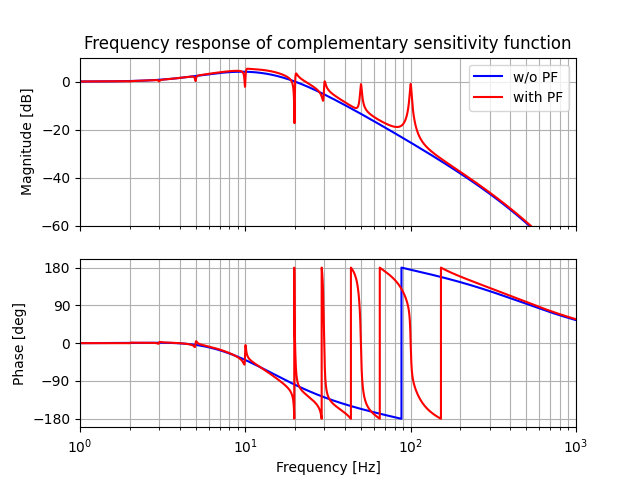 Frequency response of complementary sensitivity function
0
−20
−40
−60
Magnitude [dB]
w/o PF
with PF
180
90
0
−90
−180
Phase [deg]
10⁰
10¹
10²
10³
Frequency [Hz]